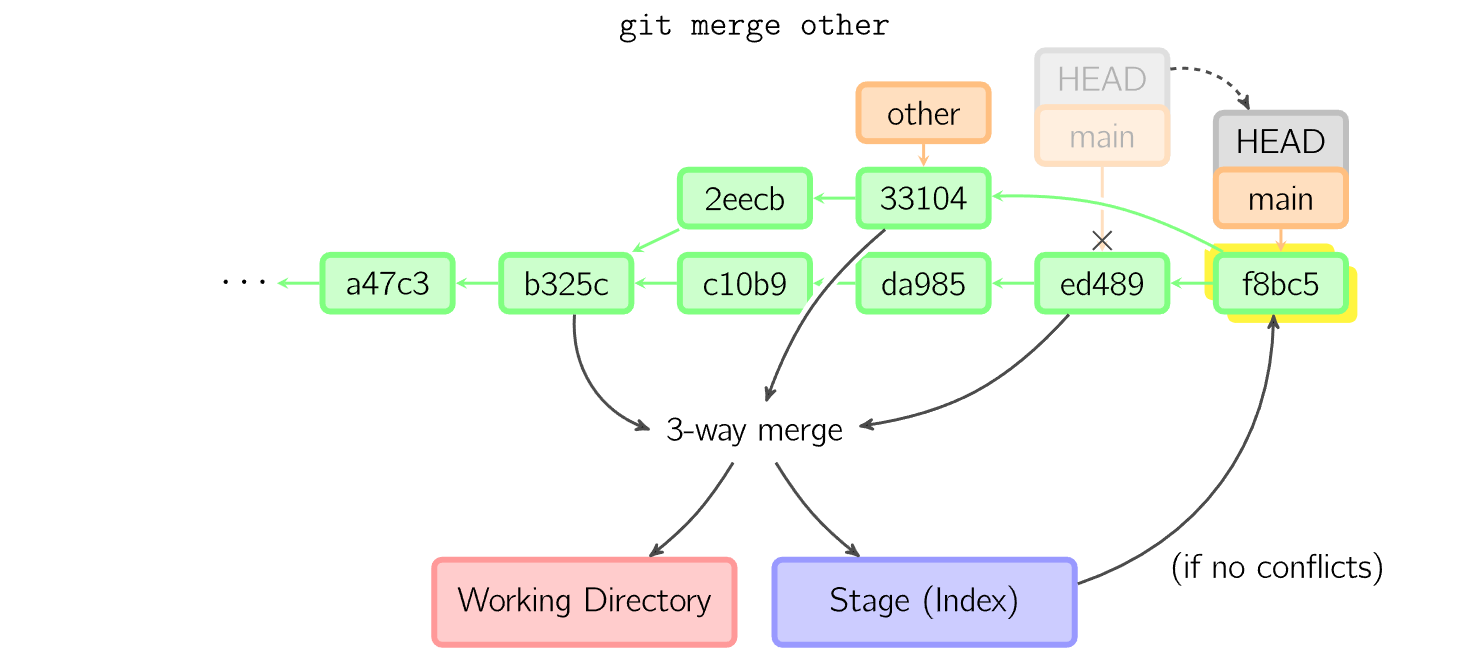 git merge other
HEAD
main
other
HEAD
main
2eecb
33104
...
a47c3
b325c
c10b9
da985
ed489
f8bc5
3-way merge
(if no conflicts)
Working Directory
Stage (Index)